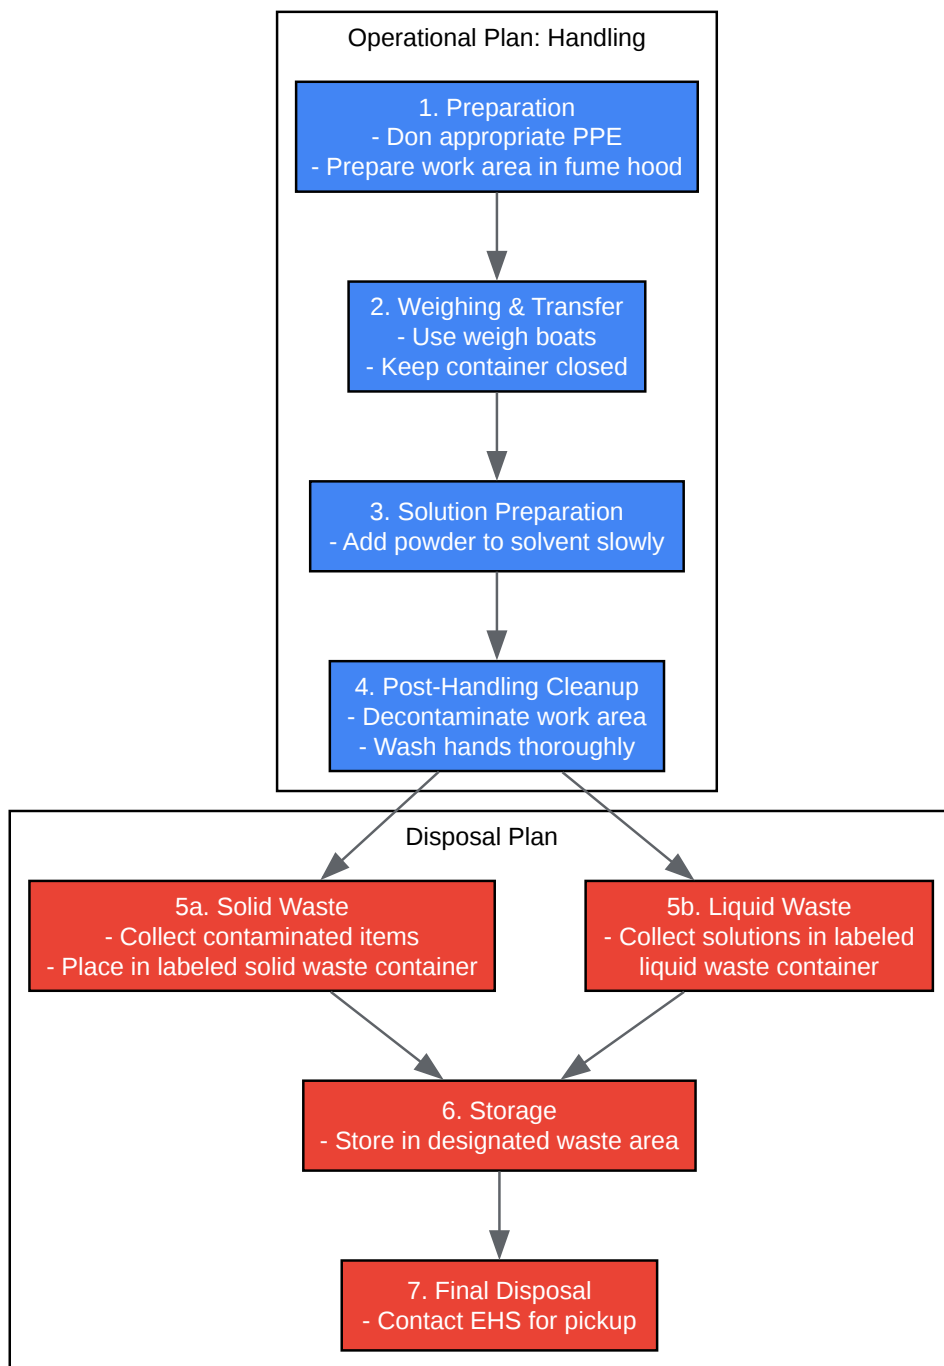 Operational Plan: Handling
1. Preparation
- Don appropriate PPE
- Prepare work area in fume hood
2. Weighing & Transfer
- Use weigh boats
- Keep container closed
3. Solution Preparation
- Add powder to solvent slowly
4. Post-Handling Cleanup
- Decontaminate work area
- Wash hands thoroughly
Disposal Plan
5a. Solid Waste
- Collect contaminated items
- Place in labeled solid waste container
5b. Liquid Waste
- Collect solutions in labeled
liquid waste container
6. Storage
- Store in designated waste area
7. Final Disposal
- Contact EHS for pickup